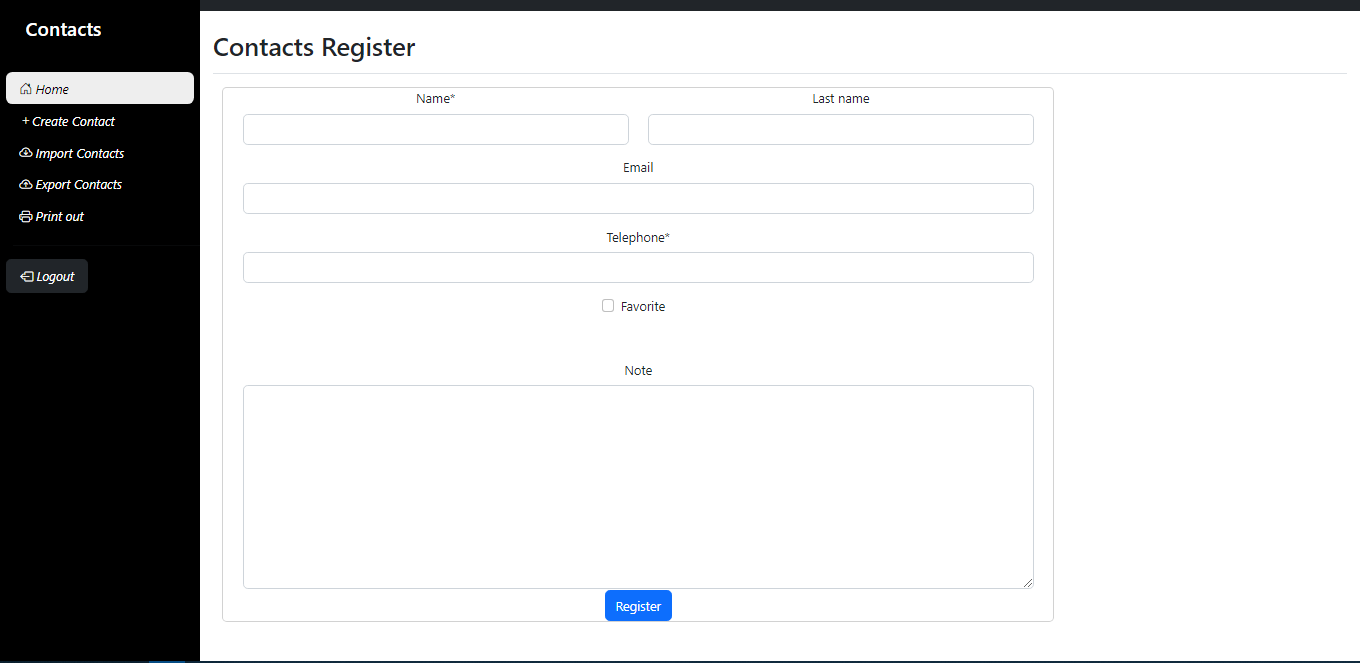 Contacts
Home
+ Create Contact
Import Contacts
Export Contacts
Print out
Logout
Contacts Register
Name* Last name
Email
Telephone*
Favorite
Note
Register